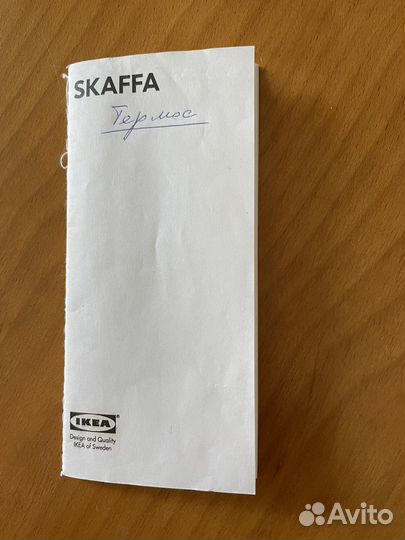 SKAFFA
Термос
IKEA®
Design and Quality
IKEA of Sweden
Avito